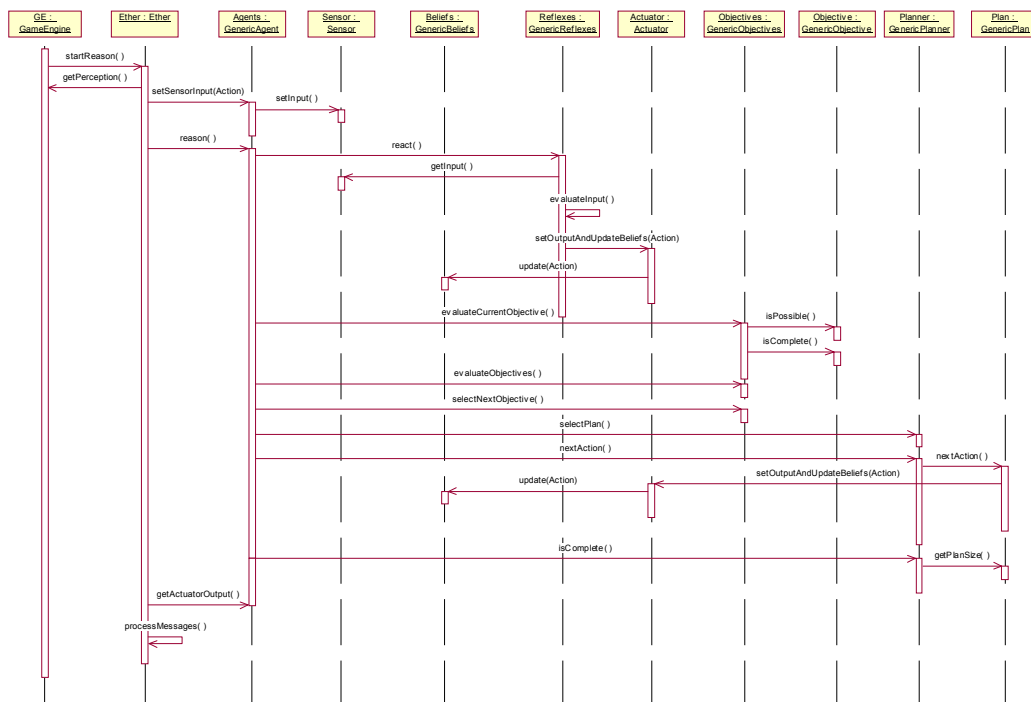 GE :
GameEngine
Ether : Ether
Agents :
GenericAgent
Sensor :
Sensor
Beliefs :
GenericBeliefs
Reflexes :
GenericReflexes
Actuator :
Actuator
Objectives :
GenericObjectives
Objective :
GenericObjective
Planner :
GenericPlanner
Plan :
GenericPlan
startReason( )
getPerception( )
setSensorInput(Action)
setInput( )
reason( )
react( )
getInput( )
evaluateInput( )
setOutputAndUpdateBeliefs(Action)
update(Action)
evaluateCurrentObjective( )
isPossible( )
isComplete( )
evaluateObjectives( )
selectNextObjective( )
selectPlan( )
nextAction( )
nextAction( )
setOutputAndUpdateBeliefs(Action)
update(Action)
isComplete( )
getPlanSize( )
getActuatorOutput( )
processMessages( )